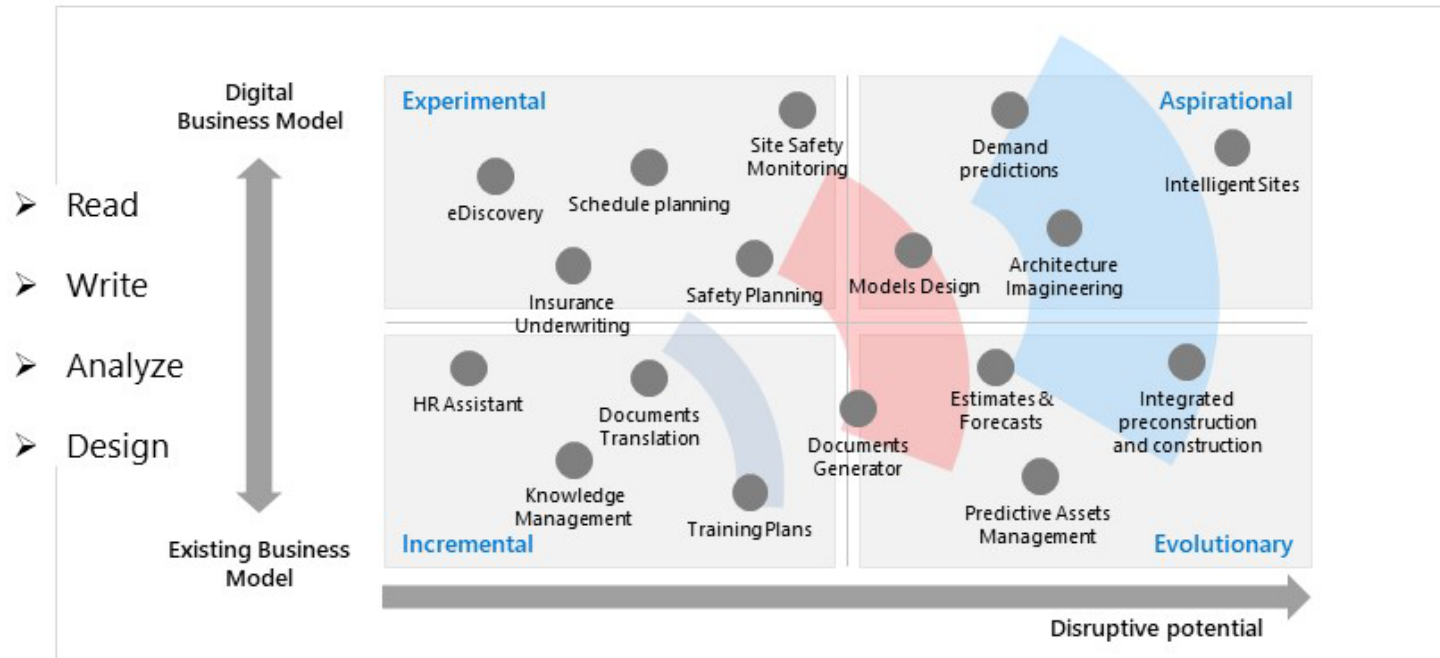 Digital
Business Model
Read
Write
Analyze
Design
Existing Business
Model
Experimental
Site Safety
Monitoring
eDiscovery
Schedule planning
Insurance
Underwriting
Safety Planning
Aspirational
Demand
predictions
Intelligent Sites
Models Design
Architecture
Imagineering
HR Assistant
Documents
Translation
Knowledge
Management
Training Plans
Documents
Generator
Incremental
Estimates &
Forecasts
Integrated
preconstruction
and construction
Predictive Assets
Management
Evolutionary
Disruptive potential